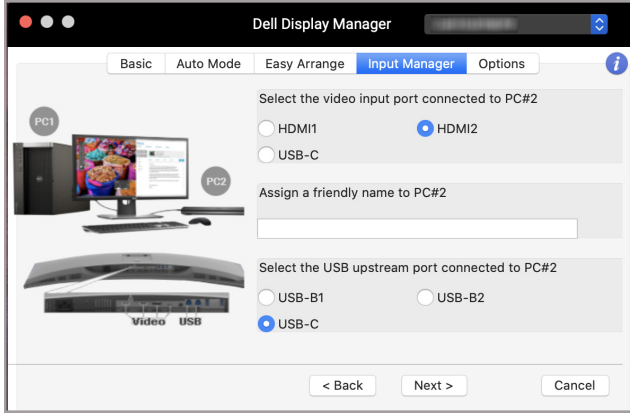 Dell Display Manager
Basic Auto Mode Easy Arrange Input Manager Options
i
Select the video input port connected to PC#2
PC1
HDMI1 HDMI2
USB-C
PC2
Assign a friendly name to PC#2
Select the USB upstream port connected to PC#2
USB-B1 USB-B2
Video USB
USB-C
< Back Next > Cancel